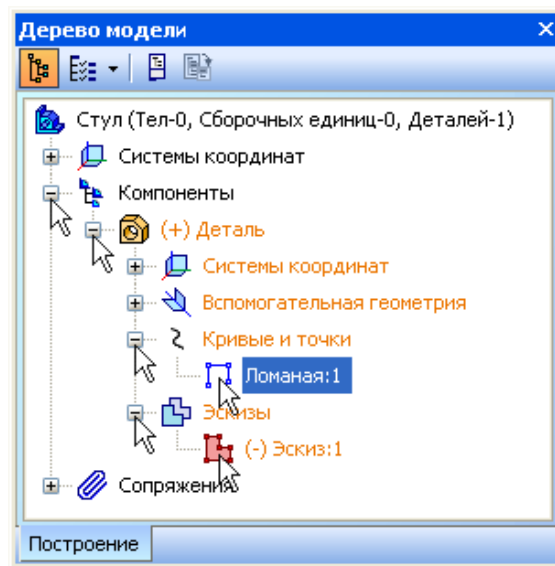 Дерево модели
Стул (Тел-0, Сборочных единиц-0, Деталей-1)
Системы координат
Компоненты
(+) Деталь
Системы координат
Вспомогательная геометрия
Кривые и точки
Ломаная:1
Эскизы
(-) Эскиз:1
Сопряжения
Построение